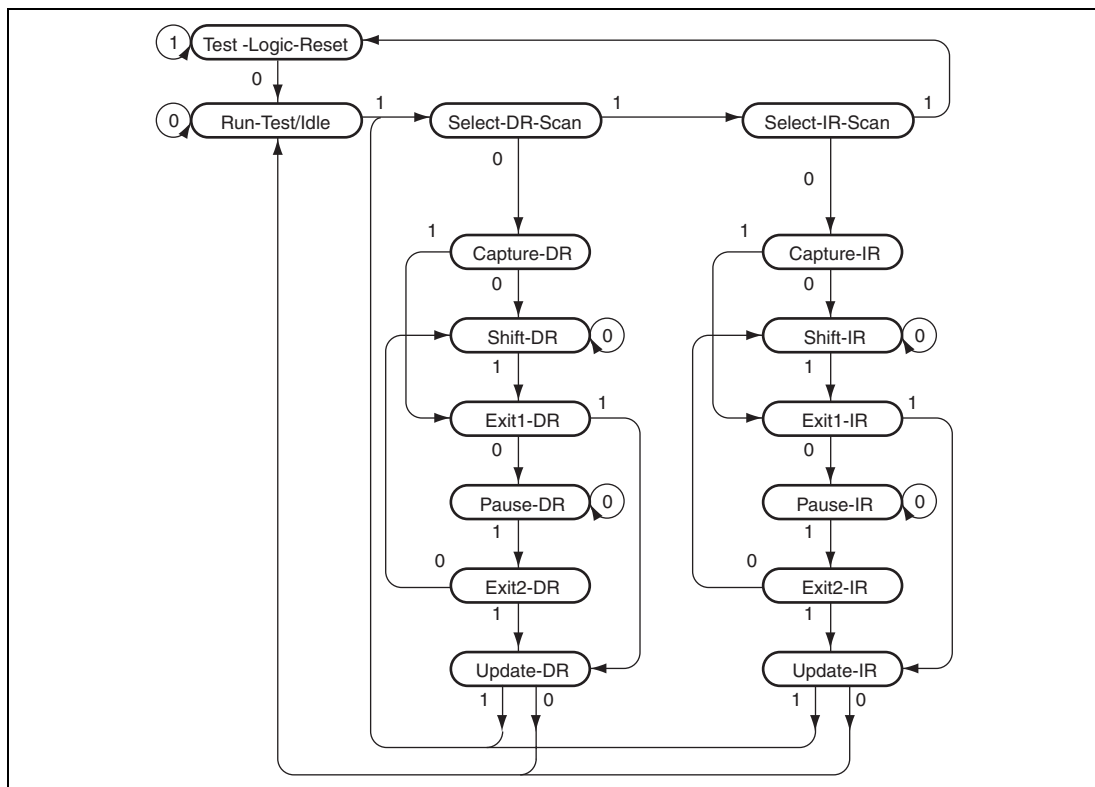 1 Test -Logic-Reset
0
0 Run-Test/Idle 1 Select-DR-Scan 1 Select-IR-Scan 1
0 0
1 Capture-DR 1 Capture-IR
0 0
Shift-DR 0 Shift-IR 0
1 1
Exit1-DR 1 Exit1-IR 1
0 0
Pause-DR 0 Pause-IR 0
1 1
0 Exit2-DR 0 Exit2-IR
1 1
Update-DR Update-IR
1 0 1 0